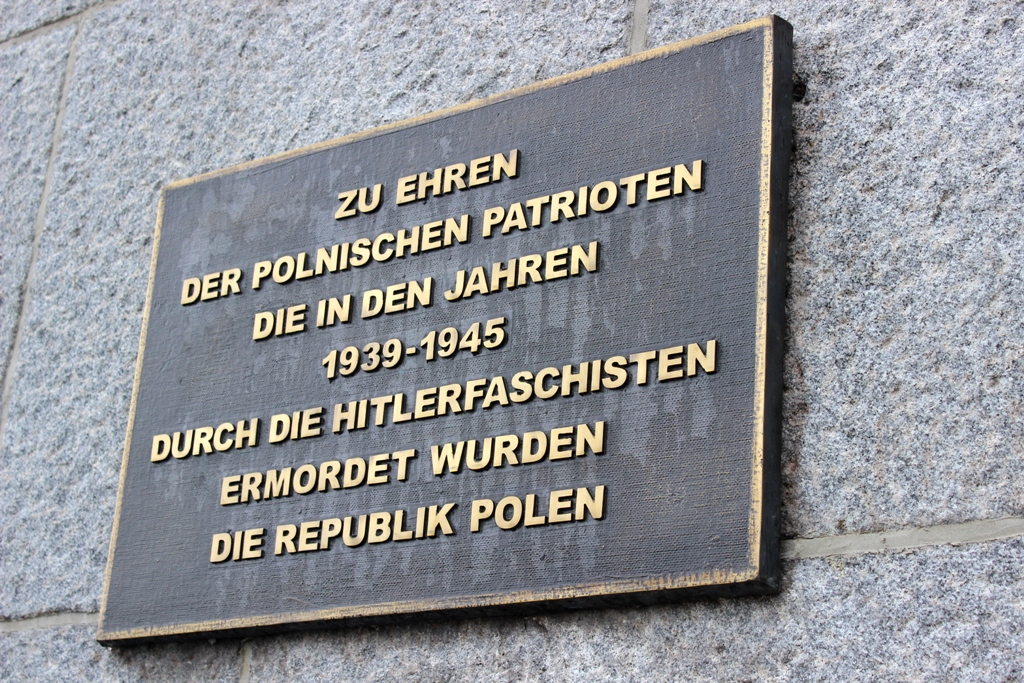 ZU EHREN
DER POLNISCHEN PATRIOTEN
DIE IN DEN JAHREN
1939-1945
DURCH DIE HITLERFASCHISTEN
ERMORDET WURDEN
DIE REPUBLIK POLEN